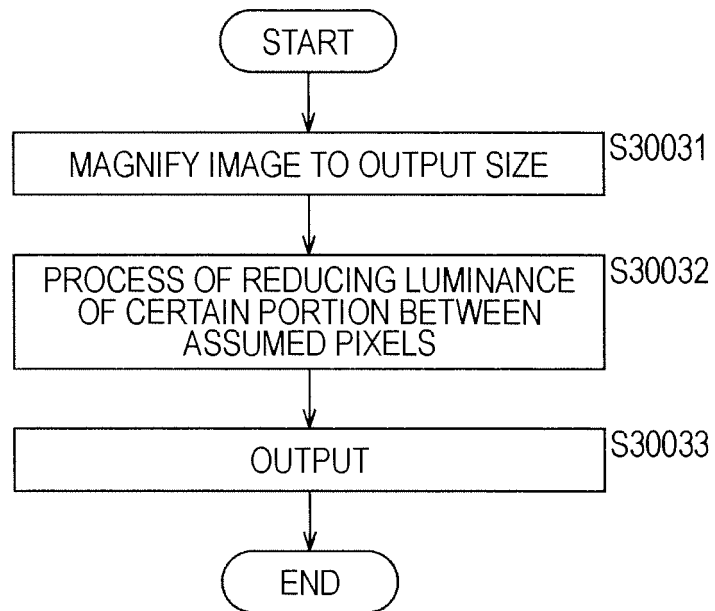 START
MAGNIFY IMAGE TO OUTPUT SIZE
S30031
PROCESS OF REDUCING LUMINANCE
OF CERTAIN PORTION BETWEEN
ASSUMED PIXELS
S30032
OUTPUT
S30033
END